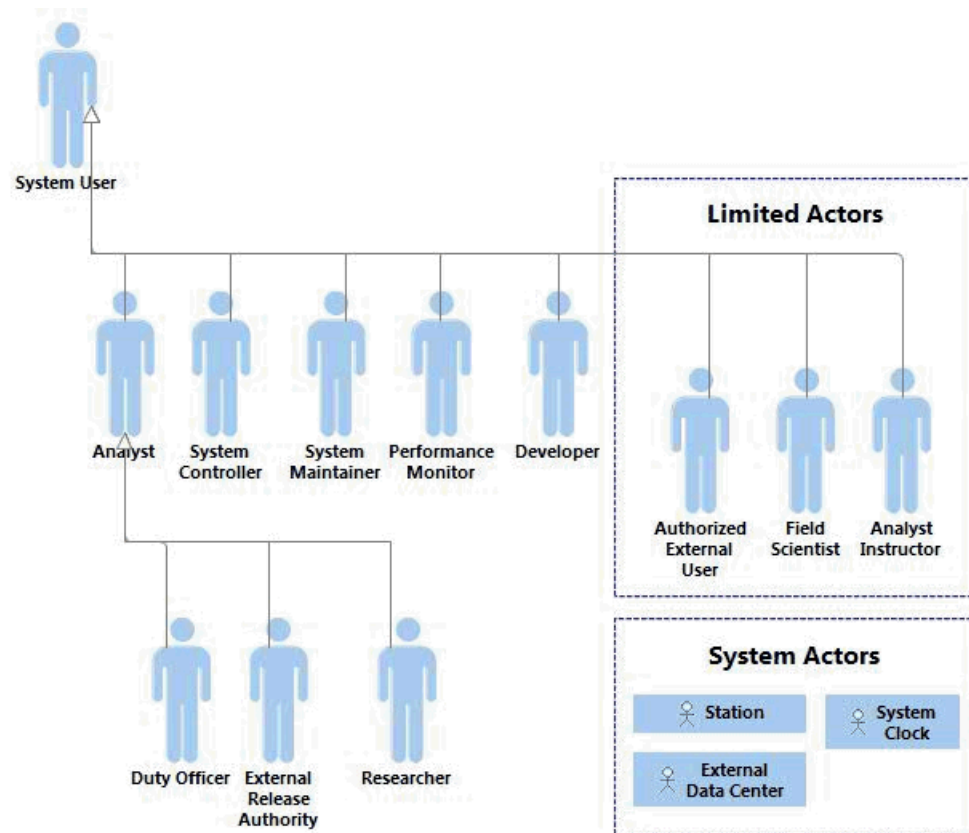 System User
Limited Actors
Analyst
System
Controller
System
Maintainer
Performance
Monitor
Developer
Authorized
External
User
Field
Scientist
Analyst
Instructor
Duty Officer
External
Release
Authority
Researcher
System Actors
Station
System
Clock
External
Data Center